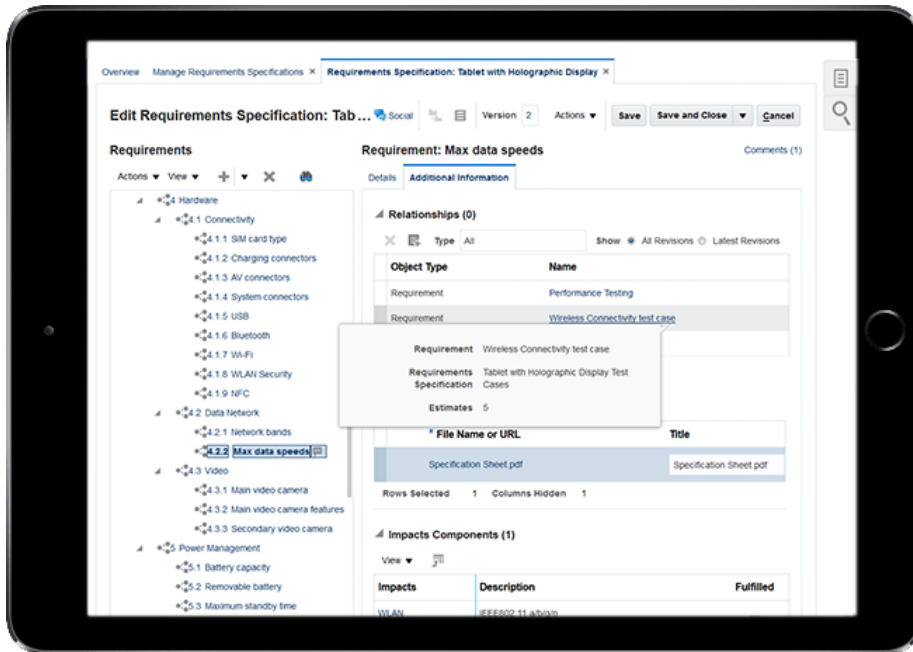 Overview Manage Requirements Specifications × Requirements Specification: Tablet with Holographic Display ×
Edit Requirements Specification: Tab ... Social Version 2 Actions Save Save and Close Cancel
Requirements
Actions View
4 Hardware
4.1 Connectivity
4.1.1 SIM card type
4.1.2 Charging connectors
4.1.3 AV connectors
4.1.4 System connectors
4.1.5 USB
4.1.6 Bluetooth
4.1.7 Wi-Fi
4.1.8 WLAN Security
4.1.9 NFC
4.2 Data Network
4.2.1 Network bands
4.2.2 Max data speeds
4.3 Video
4.3.1 Main video camera
4.3.2 Main video camera features
4.3.3 Secondary video camera
5 Power Management
5.1 Battery capacity
5.2 Removable battery
5.3 Maximum standby time
Requirement: Max data speeds Comments (1)
Details Additional Information
Relationships (0)
Type All Show All Revisions Latest Revisions
Object Type Name
Requirement Performance Testing
Requirement Wireless Connectivity test case
Requirement Wireless Connectivity test case
Requirements Tablet with Holographic Display Test
Specification Cases
Estimates 5
* File Name or URL Title
Specification Sheet.pdf Specification Sheet.pdf
Rows Selected 1 Columns Hidden 1
Impacts Components (1)
View
Impacts Description Fulfilled
WLAN IEEE802.11 a/b/g/n